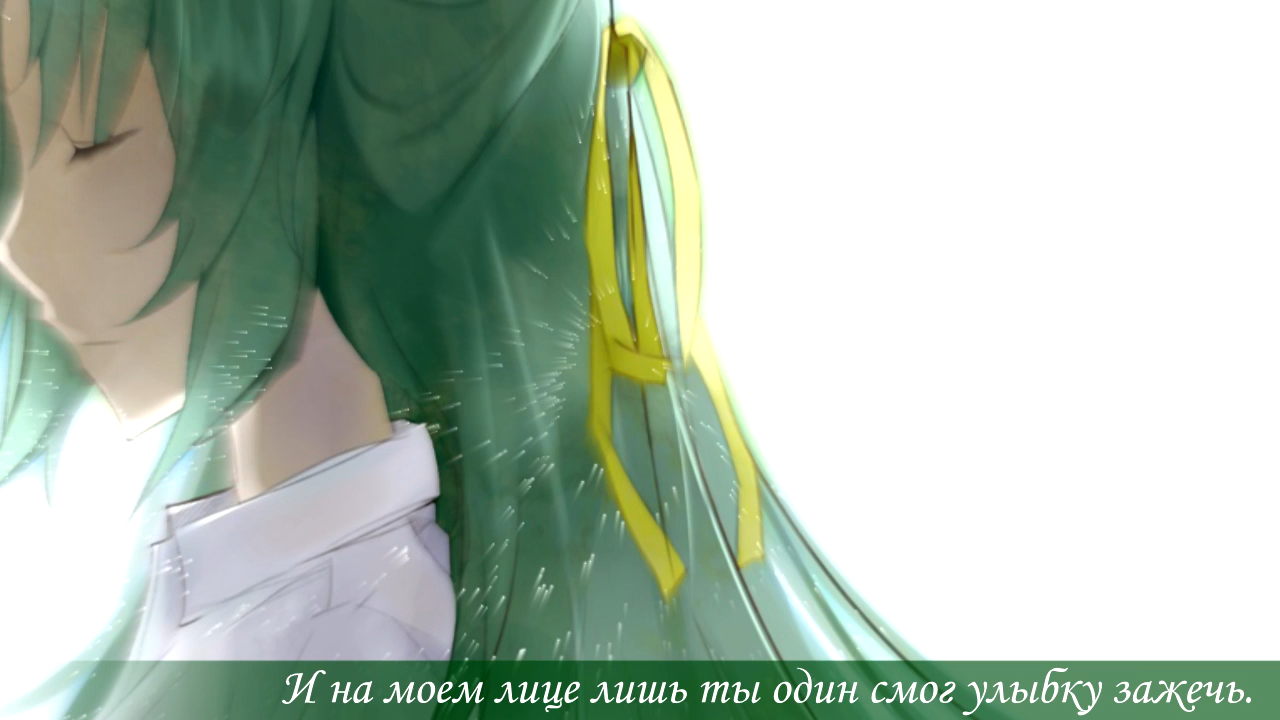 И на моем лице лишь ты один смог улыбку зажечь.